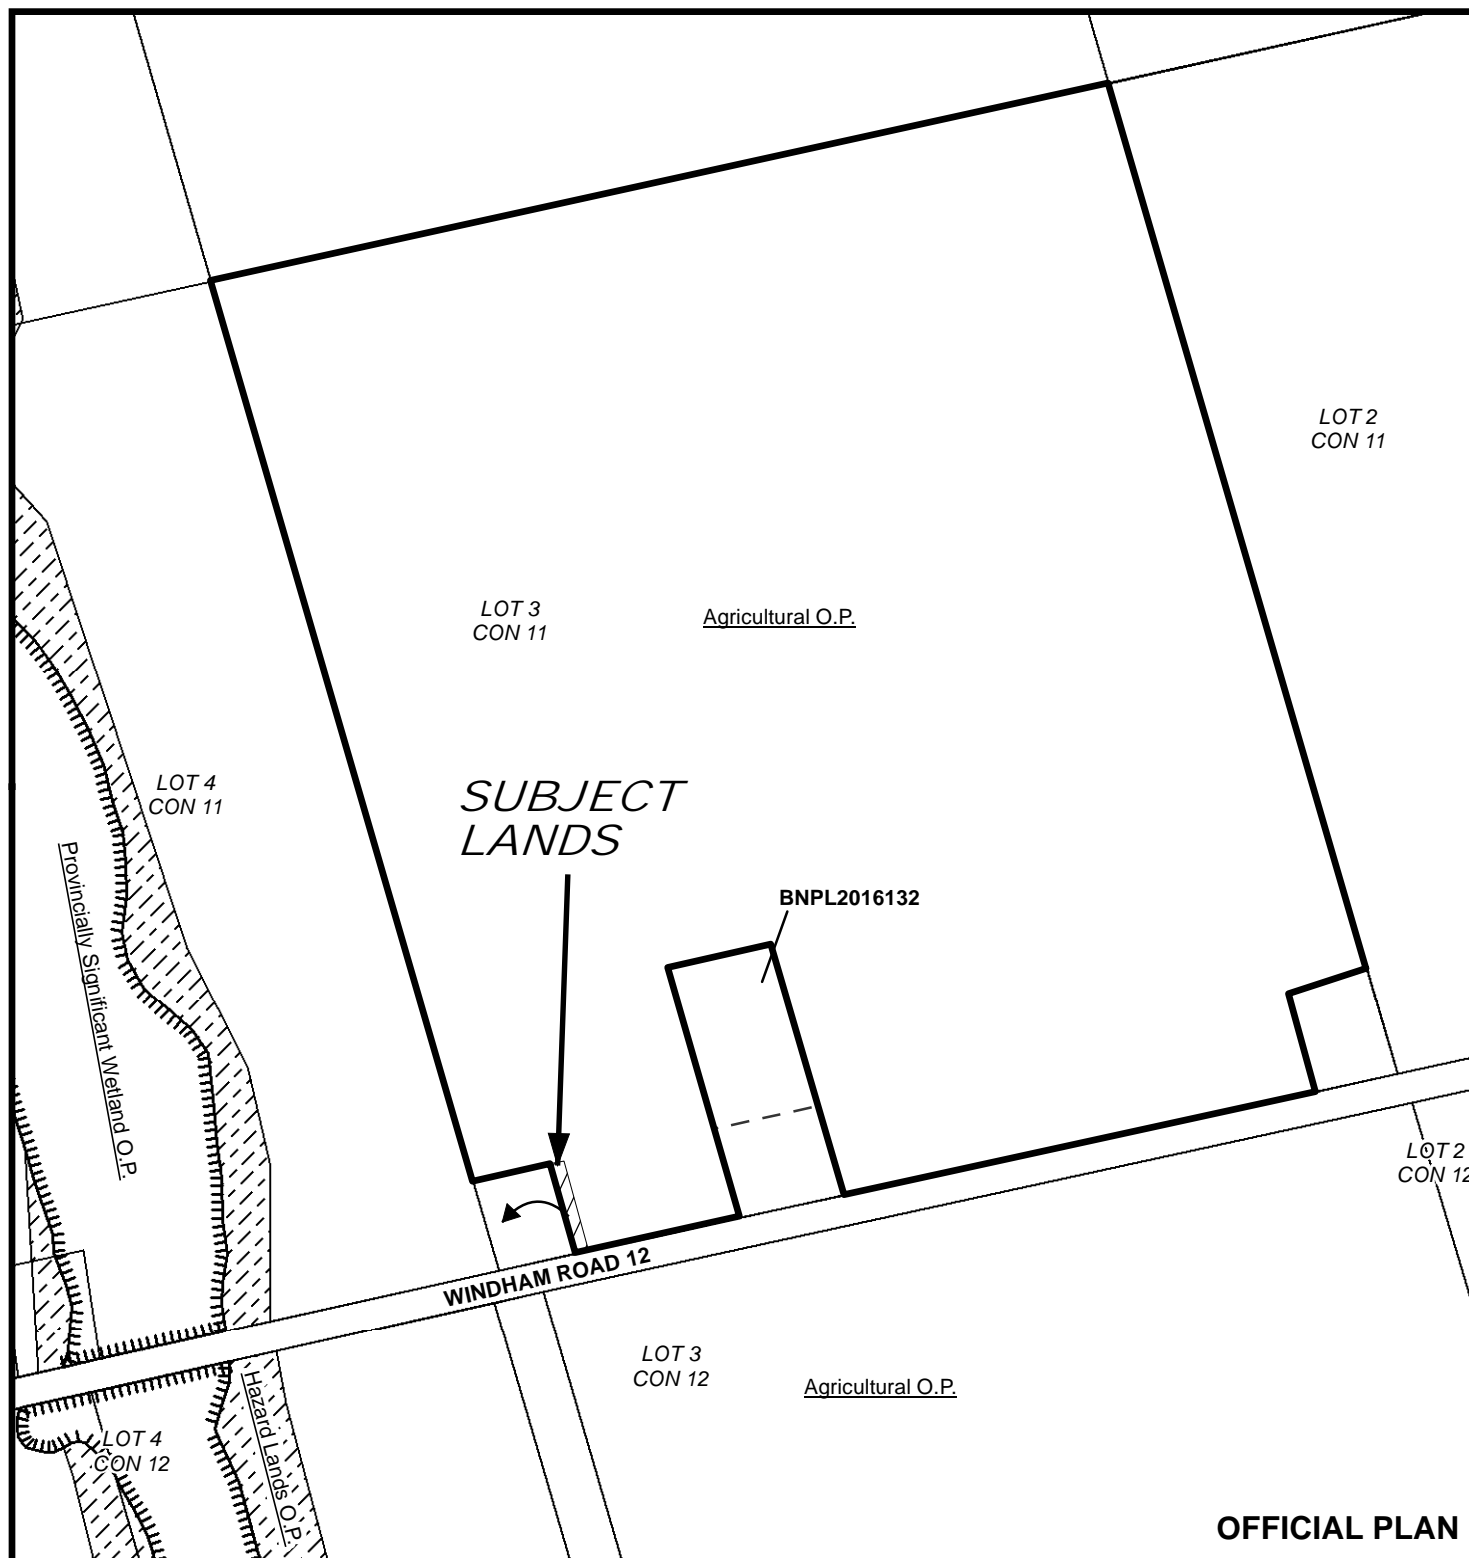 LOT 2
CON 11
LOT 3
CON 11
Agricultural O.P.
LOT 4
CON 11
SUBJECT
LANDS
Provincially Significant Wetland O.P.
BNPL2016132
LOT 2
CON 12
WINDHAM ROAD 12
LOT 3
CON 12
Agricultural O.P.
Hazard Lands O.P.
LOT 4
CON 12
OFFICIAL PLAN